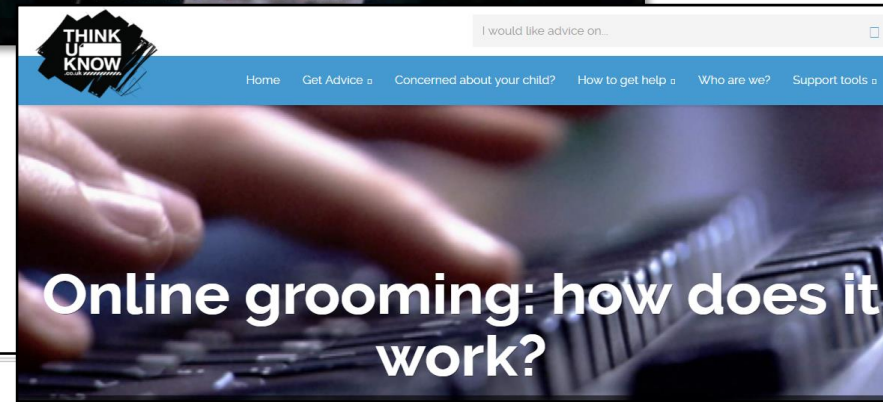 THINK
U
KNOW
.co.uk
I would like advice on...
Home Get Advice Concerned about your child? How to get help Who are we? Support tools
Online grooming: how does it
work?